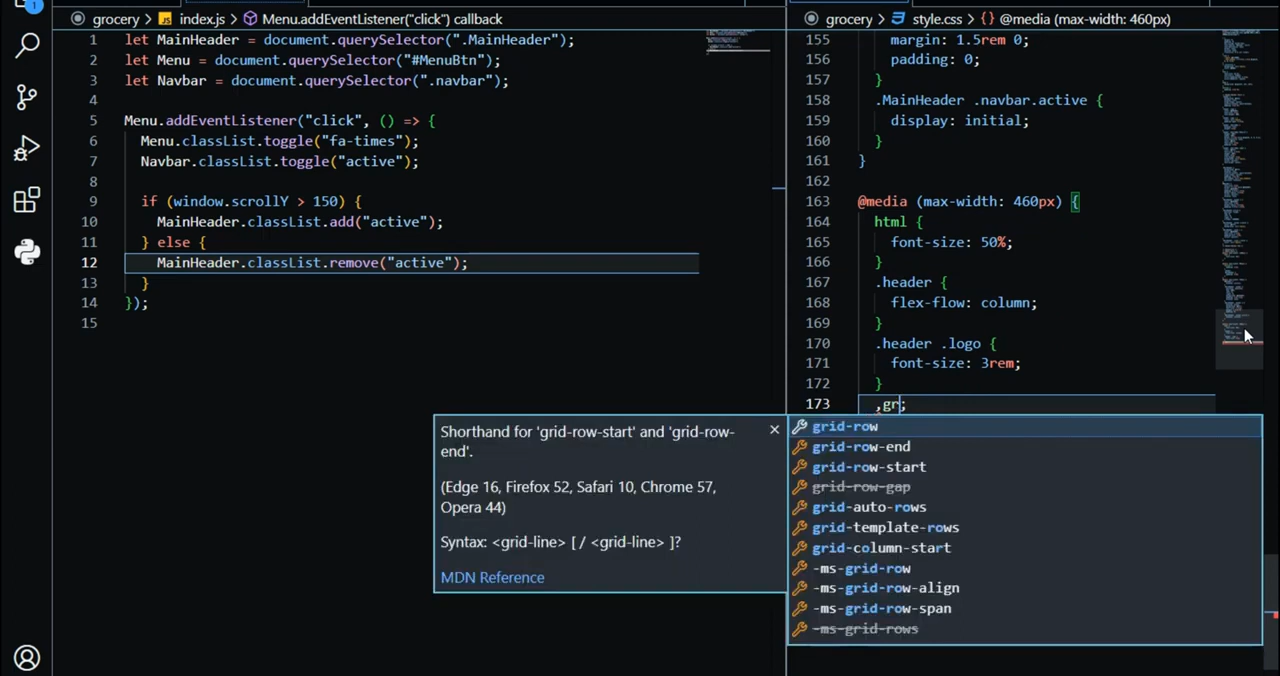 1
grocery > JS index.js > Menu.addEventListener("click") callback
1 let MainHeader = document.querySelector(".MainHeader");
2 let Menu = document.querySelector("#MenuBtn");
3 let Navbar = document.querySelector(".navbar");
4
5 Menu.addEventListener("click", () => {
6 Menu.classList.toggle("fa-times");
7 Navbar.classList.toggle("active");
8
9 if (window.scrollY > 150) {
10 MainHeader.classList.add("active");
11 } else {
12 MainHeader.classList.remove("active");
13 }
14 });
15
grocery > style.css > {} @media (max-width: 460px)
155 margin: 1.5rem 0;
156 padding: 0;
157 }
158 .MainHeader .navbar.active {
159 display: initial;
160 }
161 }
162
163 @media (max-width: 460px) {
164 html {
165 font-size: 50%;
166 }
167 .header {
168 flex-flow: column;
169 }
170 .header .logo {
171 font-size: 3rem;
172 }
173 ,gr;
Shorthand for 'grid-row-start' and 'grid-row-
end'.
(Edge 16, Firefox 52, Safari 10, Chrome 57,
Opera 44)
Syntax: <grid-line> [ / <grid-line> ]?
MDN Reference
grid-row
grid-row-end
grid-row-start
grid-row-gap
grid-auto-rows
grid-template-rows
grid-column-start
-ms-grid-row
-ms-grid-row-align
-ms-grid-row-span
-ms-grid-rows